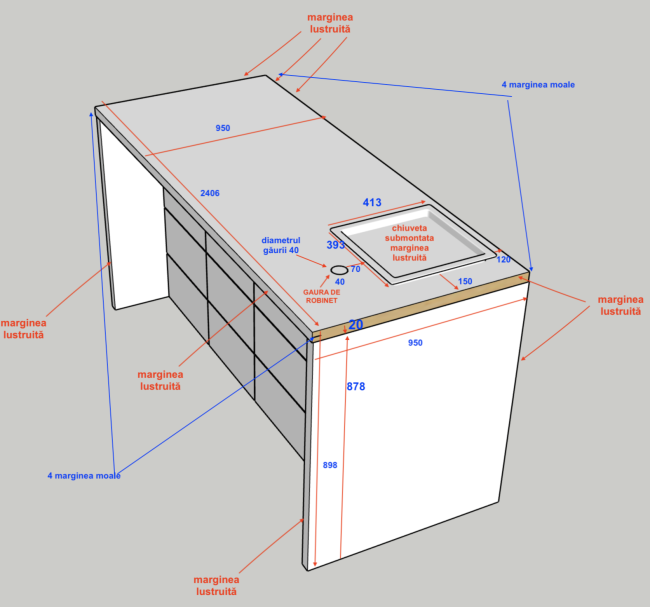 marginea
lustruită
4 marginea moale
950
2406
413
chiuveta
submontata
marginea
lustruită
diametrul
găurii 40
393
120
70
40
150
GAURA DE
ROBINET
marginea
lustruită
20
marginea
lustruită
950
marginea
lustruită
878
898
4 marginea moale
marginea
lustruită